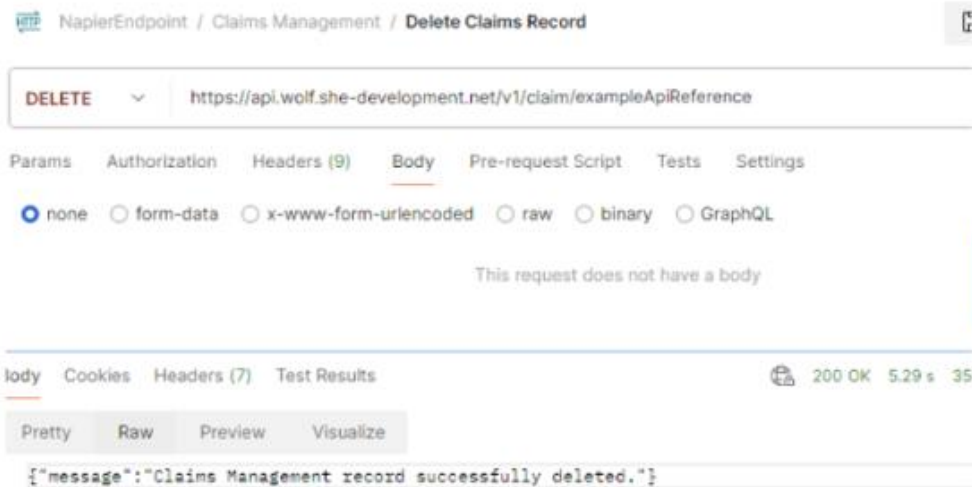 HTTP NapierEndpoint / Claims Management / Delete Claims Record
DELETE https://api.wolf.she-development.net/v1/claim/exampleApiReference
Params Authorization Headers (9) Body Pre-request Script Tests Settings
none form-data x-www-form-urlencoded raw binary GraphQL
This request does not have a body
lody Cookies Headers (7) Test Results 200 OK 5.29 s 35
Pretty Raw Preview Visualize
{"message":"Claims Management record successfully deleted."}